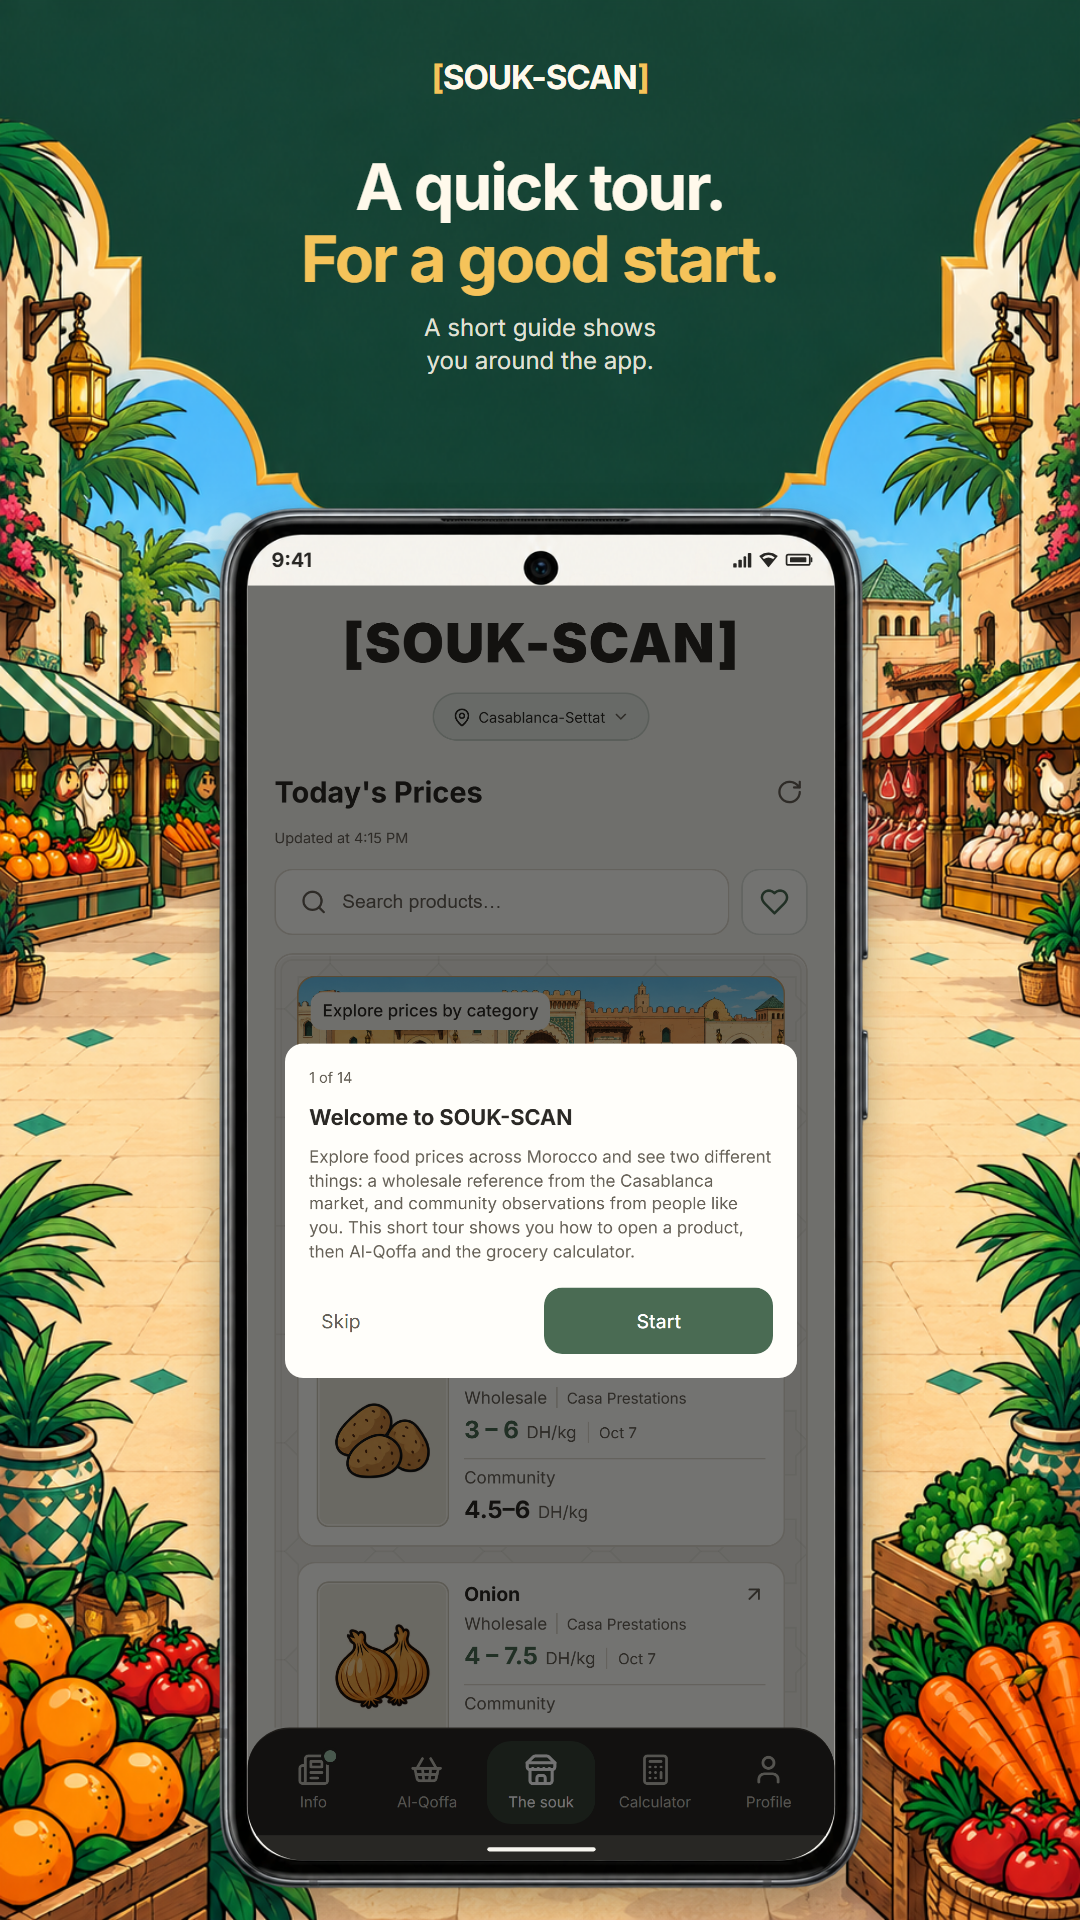 [SOUK-SCAN]
A quick tour.
For a good start.
A short guide shows
you around the app.
9:41
[SOUK-SCAN]
Casablanca-Settat
Today's Prices
Updated at 4:15 PM
Search products...
Explore prices by category
1 of 14
Welcome to SOUK-SCAN
Explore food prices across Morocco and see two different
things: a wholesale reference from the Casablanca
market, and community observations from people like
you. This short tour shows you how to open a product,
then Al-Qoffa and the grocery calculator.
Skip
Start
Wholesale | Casa Prestations
3 – 6 DH/kg | Oct 7
Community
4.5–6 DH/kg
Onion
Wholesale | Casa Prestations
4 – 7.5 DH/kg | Oct 7
Community
Info
Al-Qoffa
The souk
Calculator
Profile